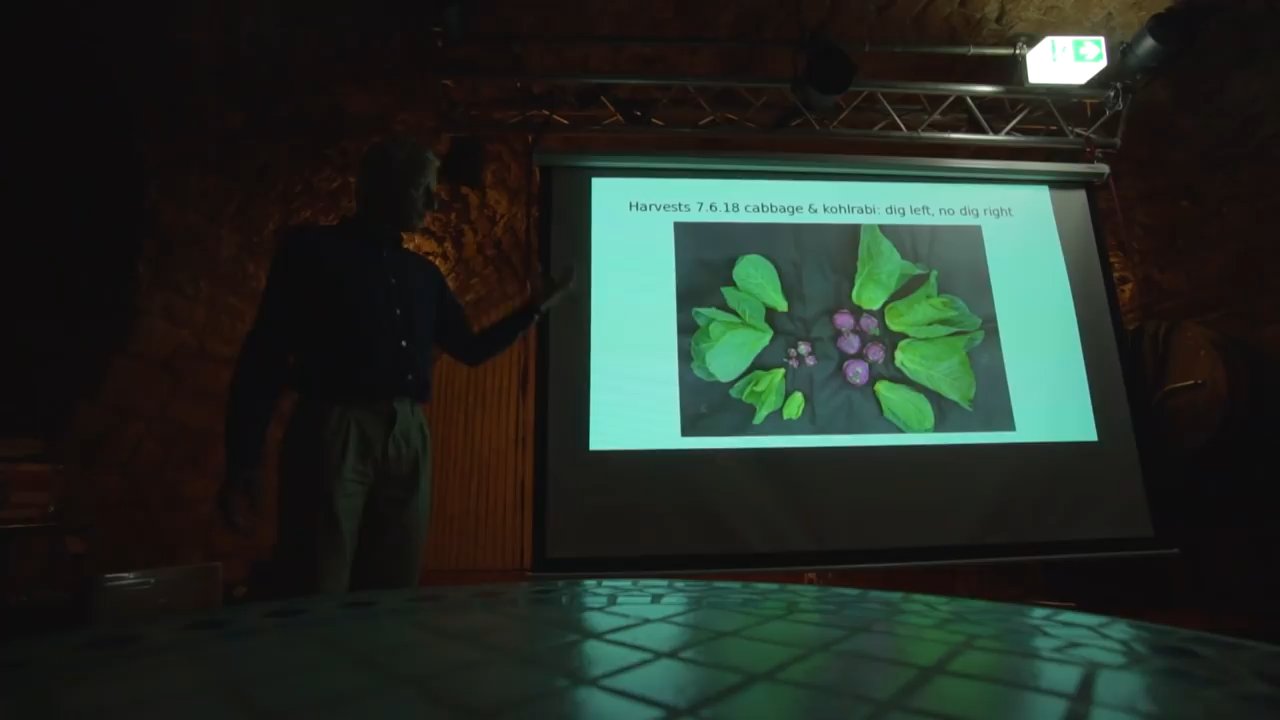 Harvests 7.6.18 cabbage & kohlrabi: dig left, no dig right